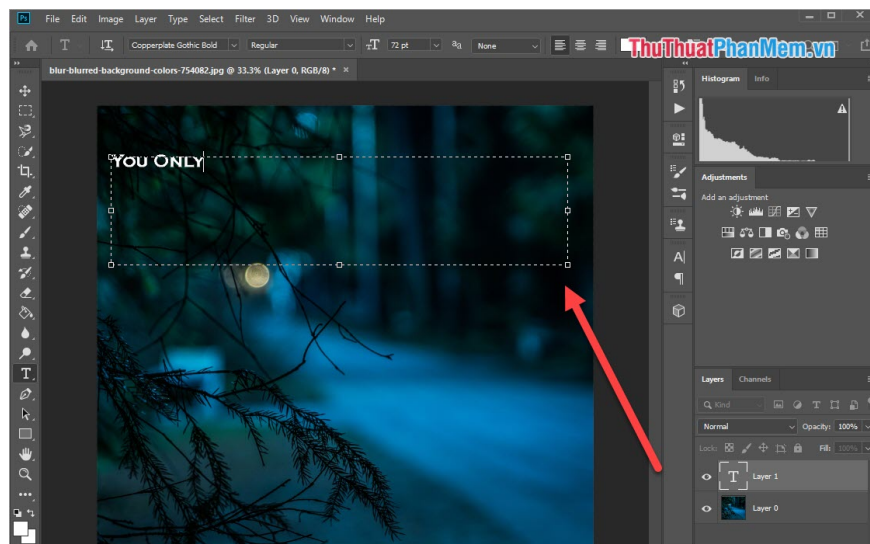 Ps File Edit Image Layer Type Select Filter 3D View Window Help
T Copperplate Gothic Bold Regular 72 pt None
ThuThuatPhanMem.vn
blur-blurred-background-colors-754082.jpg @ 33.3% (Layer 0, RGB/8) * ×
Histogram Info
You Only
Adjustments
Add an adjustment
Layers Channels
Kind
Normal Opacity: 100%
Lock: Fill: 100%
T Layer 1
Layer 0